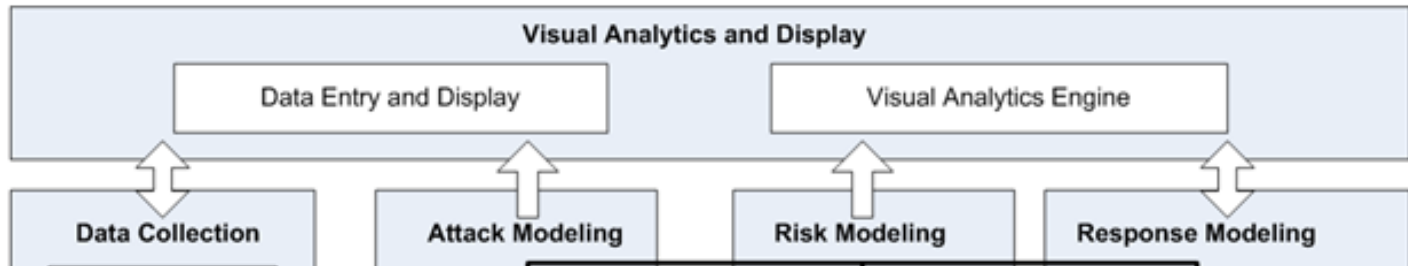 Visual Analytics and Display
Data Entry and Display
Visual Analytics Engine
Data Collection
Attack Modeling
Risk Modeling
Response Modeling